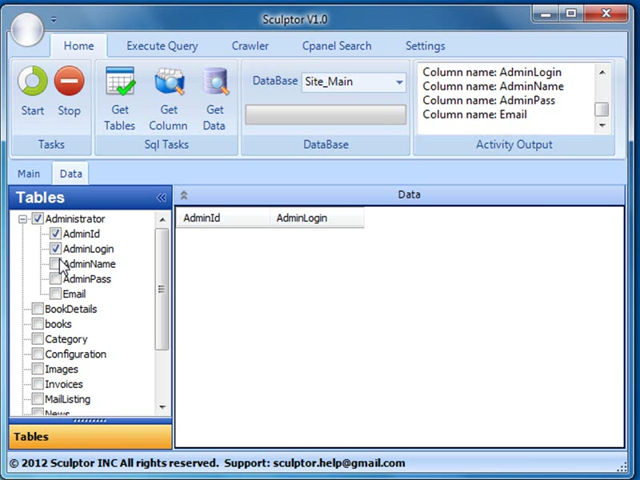 Sculptor V1.0
Home Execute Query Crawler Cpanel Search Settings
Start Stop
Tasks
Get Tables Get Column Get Data
Sql Tasks
DataBase Site_Main
DataBase
Column name: AdminLogin
Column name: AdminName
Column name: AdminPass
Column name: Email
Activity Output
Main Data
Tables
Data
AdminId AdminLogin
Administrator
AdminId
AdminLogin
AdminName
AdminPass
Email
BookDetails
books
Category
Configuration
Images
Invoices
MailListing
News
Tables
© 2012 Sculptor INC All rights reserved. Support: sculptor.help@gmail.com